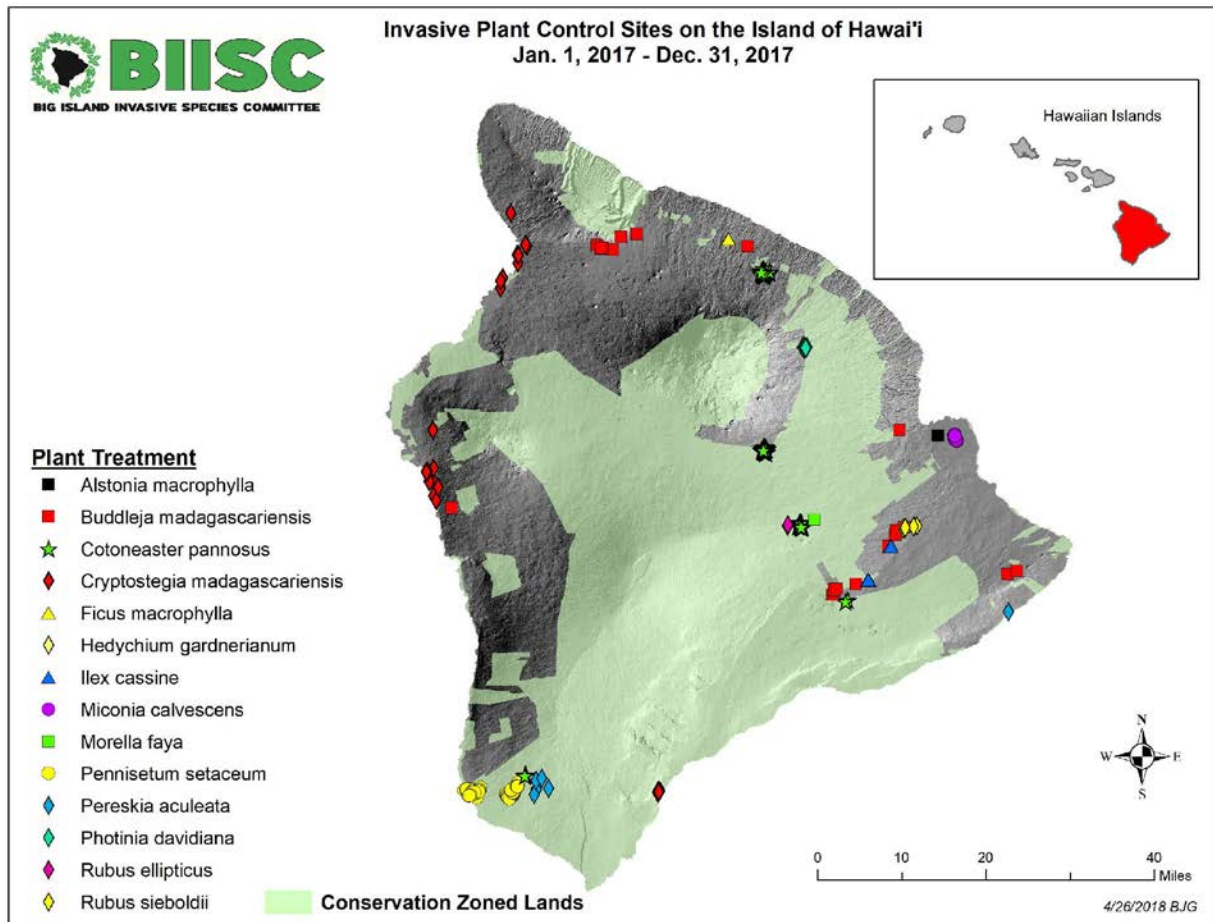 BIISC
BIG ISLAND INVASIVE SPECIES COMMITTEE
Invasive Plant Control Sites on the Island of Hawai'i
Jan. 1, 2017 - Dec. 31, 2017
Hawaiian Islands
Plant Treatment
Alstonia macrophylla
Buddleja madagascariensis
Cotoneaster pannosus
Cryptostegia madagascariensis
Ficus macrophylla
Hedychium gardnerianum
Ilex cassine
Miconia calvescens
Morella faya
Pennisetum setaceum
Pereskia aculeata
Photinia davidiana
Rubus ellipticus
Rubus sieboldii
Conservation Zoned Lands
N
W E
S
0 10 20 40
Miles
4/26/2018 BJG